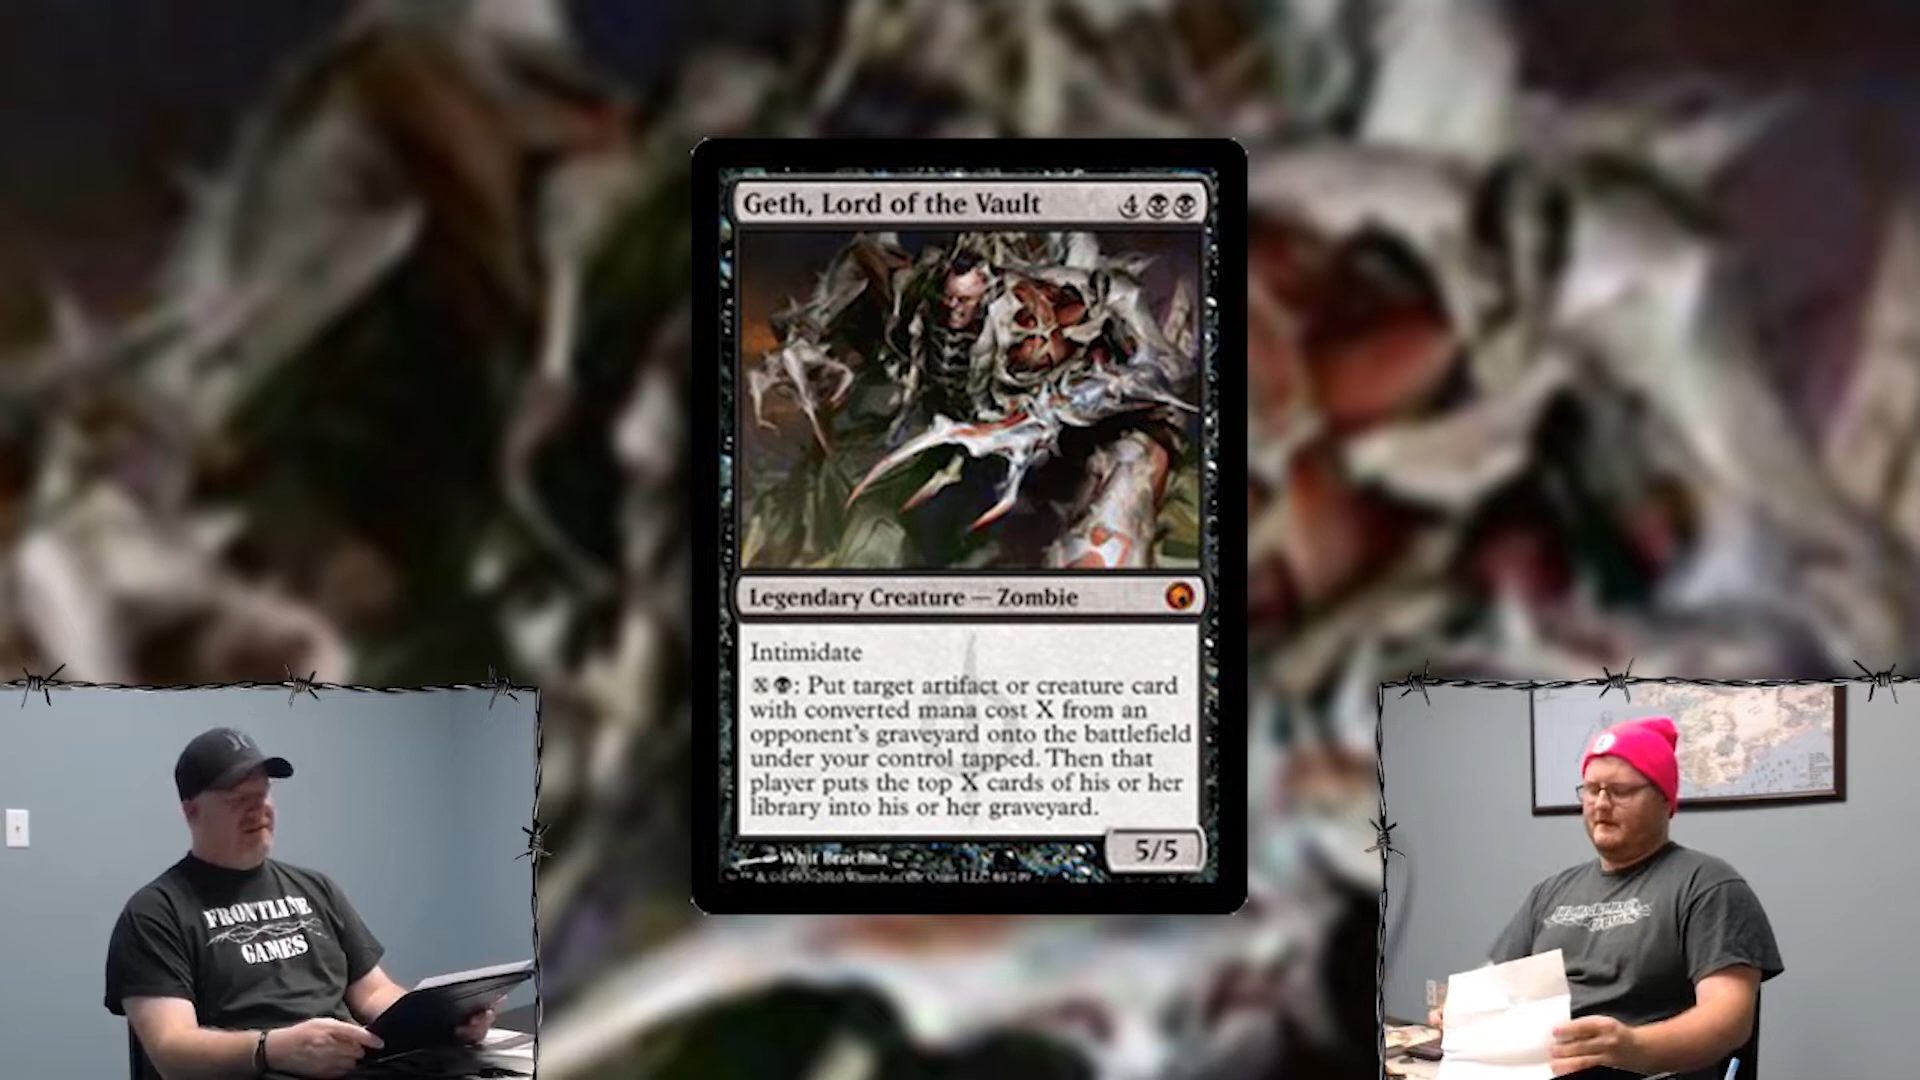 Geth, Lord of the Vault 4
Legendary Creature — Zombie
Intimidate
X : Put target artifact or creature card
with converted mana cost X from an
opponent's graveyard onto the battlefield
under your control tapped. Then that
player puts the top X cards of his or her
library into his or her graveyard.
5/5
Whit Brachna
FRONTLINE
GAMES